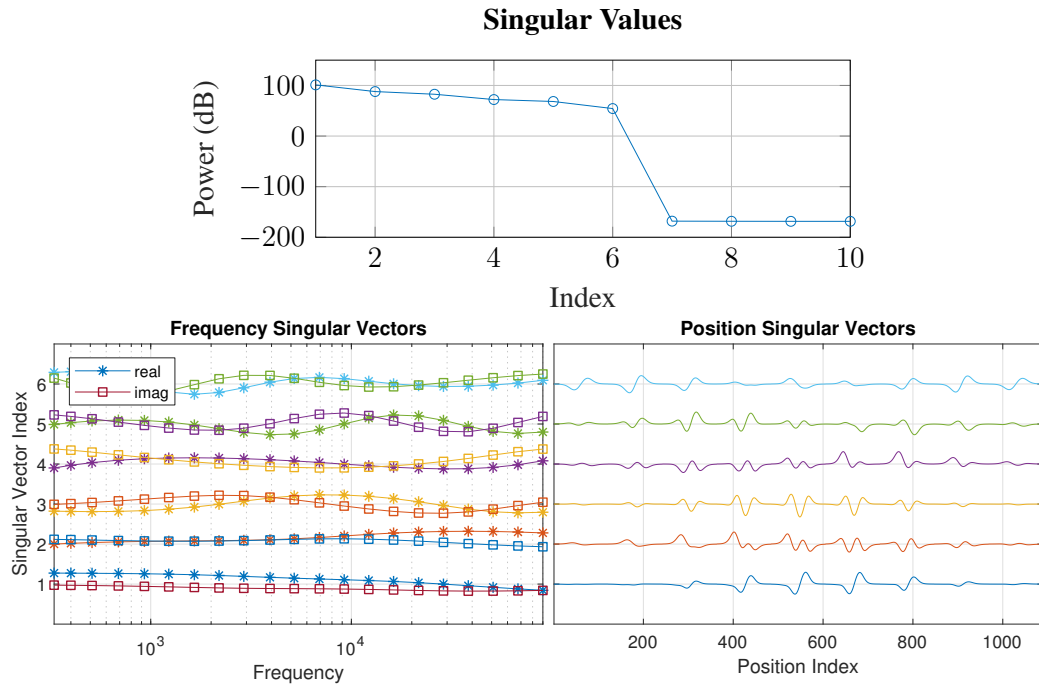 Singular Values
Power (dB)
100
0
−100
−200
2
4
6
8
10
Index
Frequency Singular Vectors
Singular Vector Index
6
5
4
3
2
1
real
imag
10^3
10^4
Frequency
Position Singular Vectors
200
400
600
800
1000
Position Index